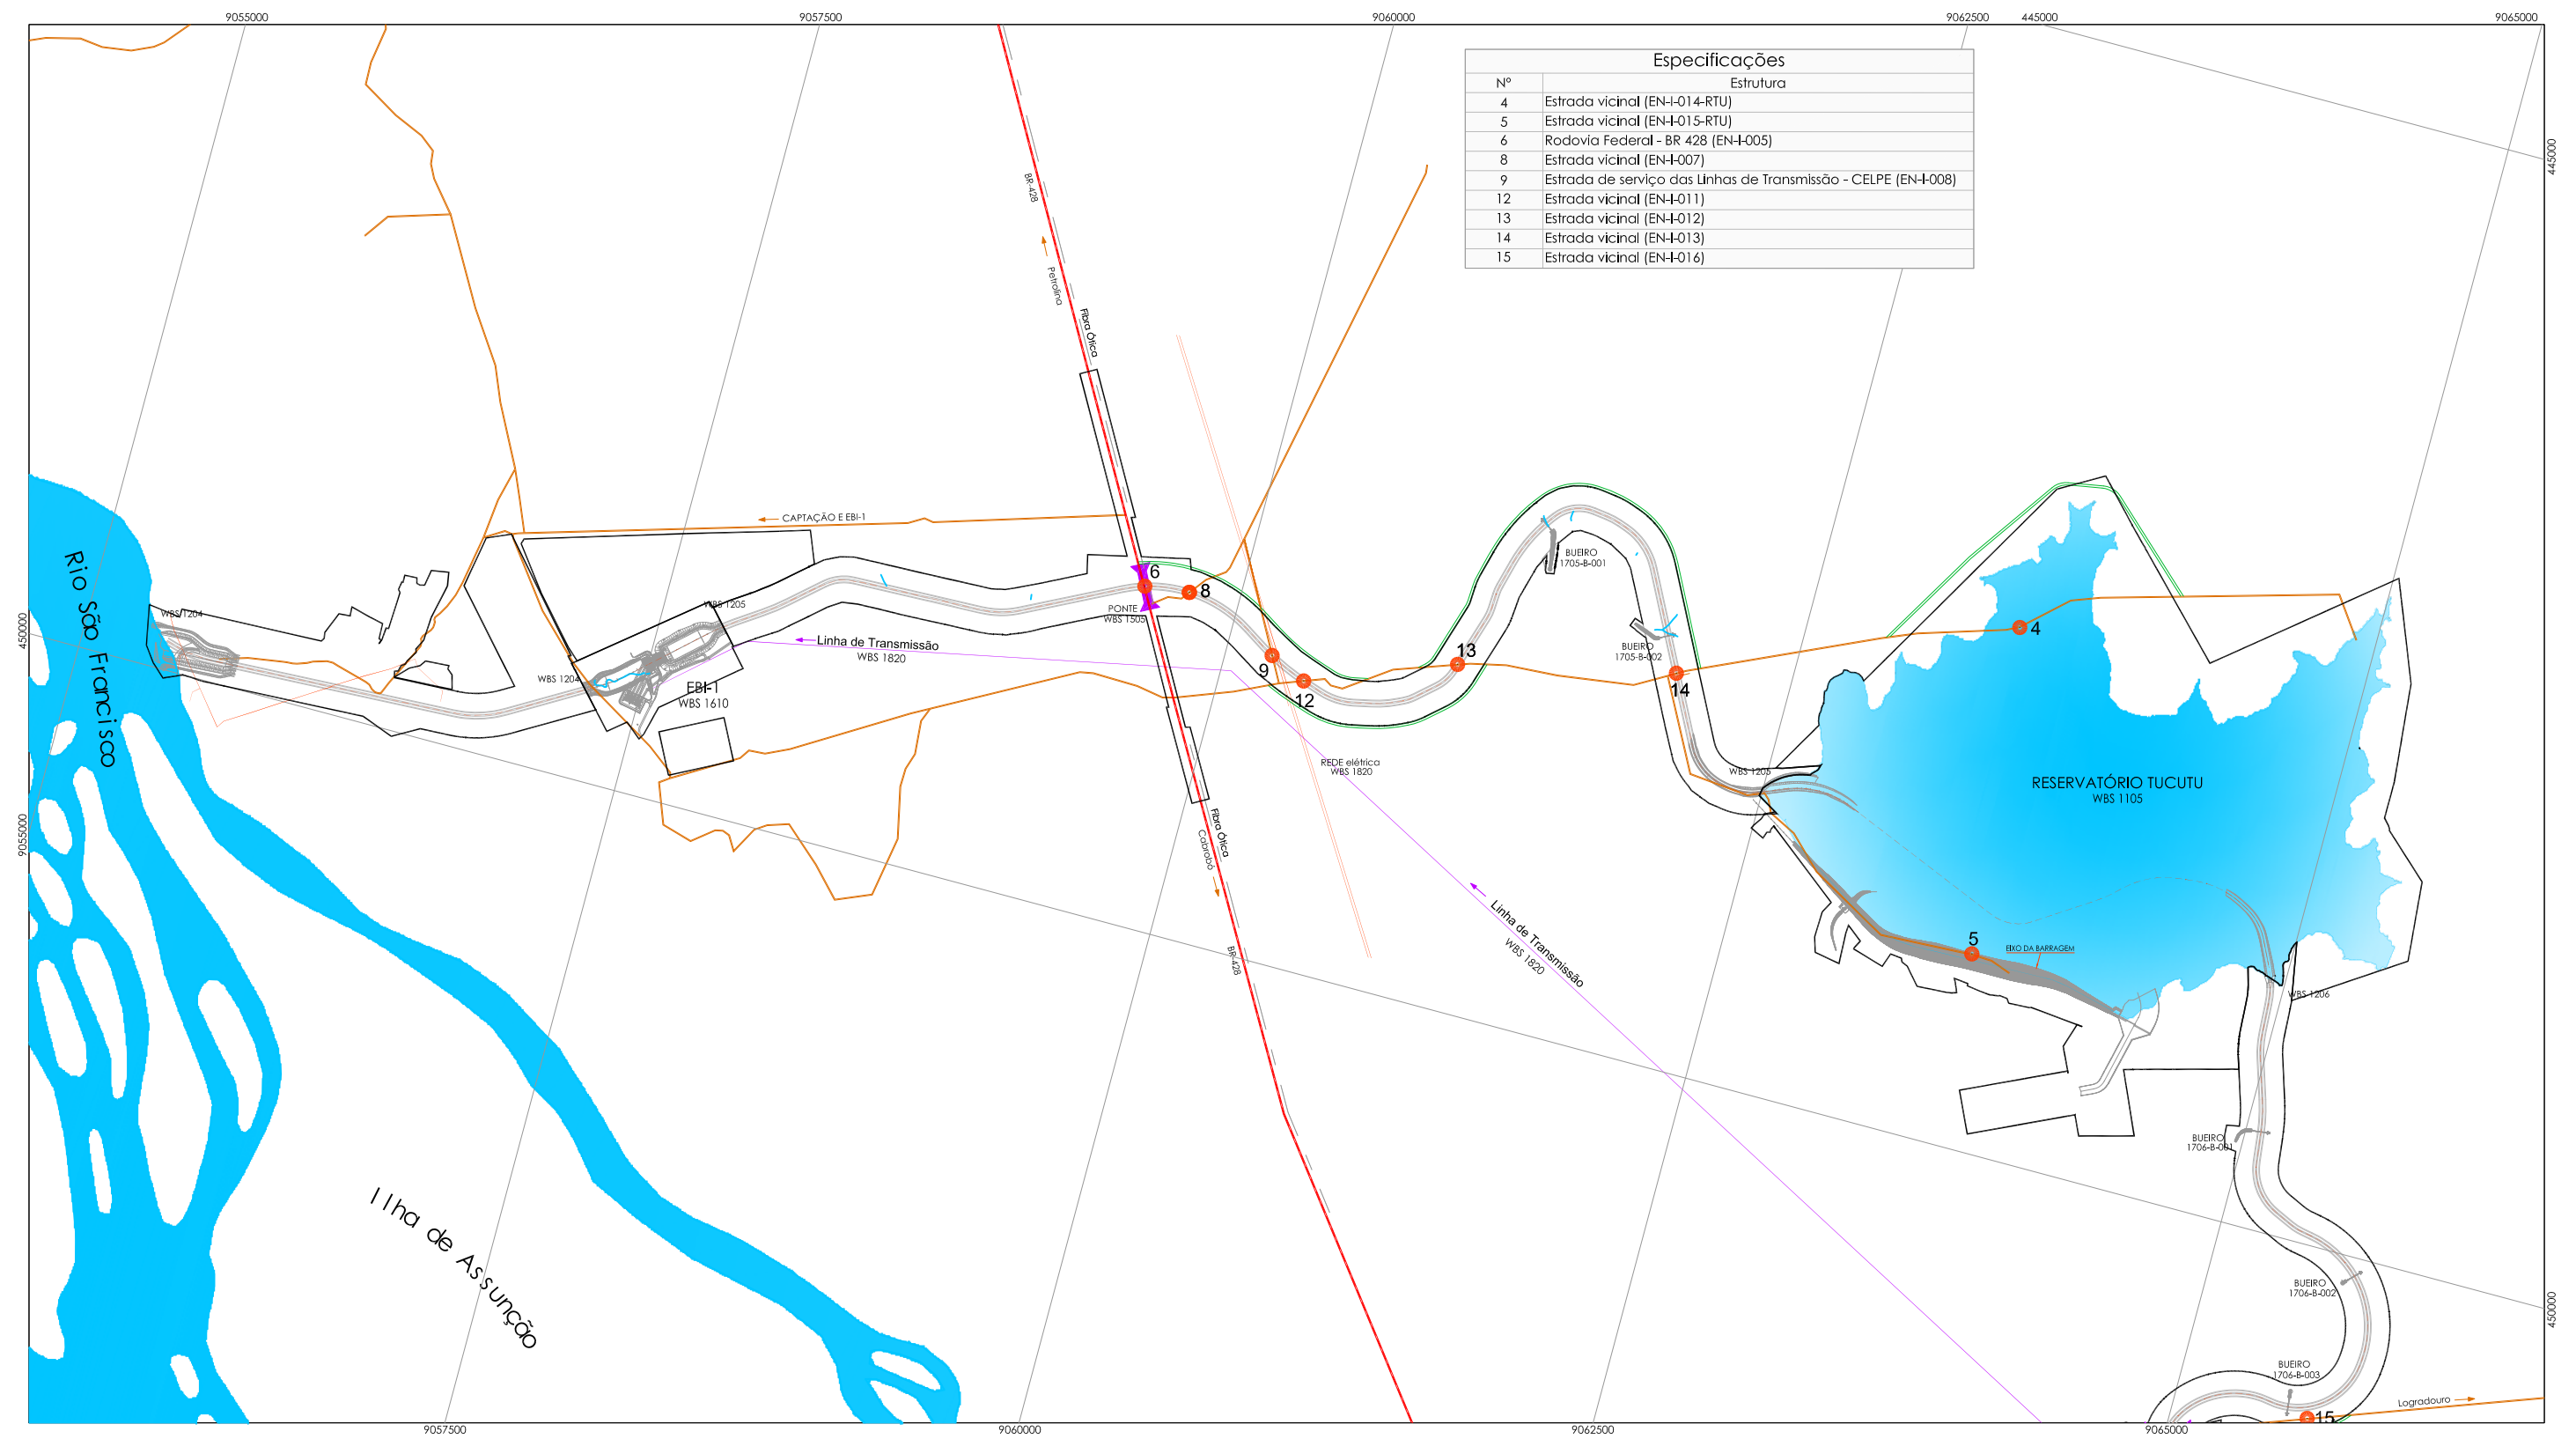 9055000
9057500
9060000
9062500
445000
9065000
Especificações
Nº Estrutura
4 Estrada vicinal (EN-I-014-RTU)
5 Estrada vicinal (EN-I-015-RTU)
6 Rodovia Federal - BR 428 (EN-I-005)
8 Estrada vicinal (EN-I-007)
9 Estrada de serviço das Linhas de Transmissão - CELPE (EN-I-008)
12 Estrada vicinal (EN-I-011)
13 Estrada vicinal (EN-I-012)
14 Estrada vicinal (EN-I-013)
15 Estrada vicinal (EN-I-016)
445000
BR-428
Petrolina
Fibra Ótica
CAPTAÇÃO E EBI-1
BUEIRO
1705-B-001
6
8
PONTE
WBS 1505
WBS 1204
WBS 1205
Rio São Francisco
450000
Linha de Transmissão
WBS 1820
4
13
BUEIRO
1705-B-002
9
12
14
WBS 1204
EBI-1
WBS 1610
REDE elétrica
WBS 1820
WBS 1205
RESERVATÓRIO TUCUTU
WBS 1105
9055000
Fibra Ótica
Cabrobó
BR-428
Linha de Transmissão
WBS 1820
5
EIXO DA BARRAGEM
WBS 1206
BUEIRO
1706-B-001
Ilha de Assunção
BUEIRO
1706-B-002
450000
BUEIRO
1706-B-003
Logradouro
15
9057500
9060000
9062500
9065000